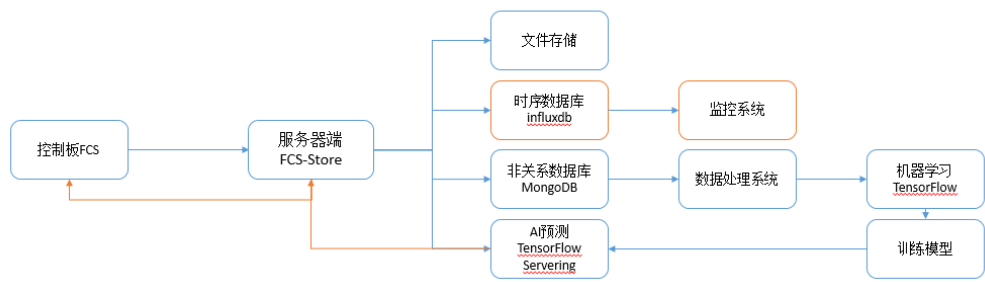 文件存储
时序数据库
influxdb
监控系统
控制板FCS
服务器端
FCS-Store
非关系数据库
MongoDB
数据处理系统
机器学习
TensorFlow
AI预测
TensorFlow
Servering
训练模型